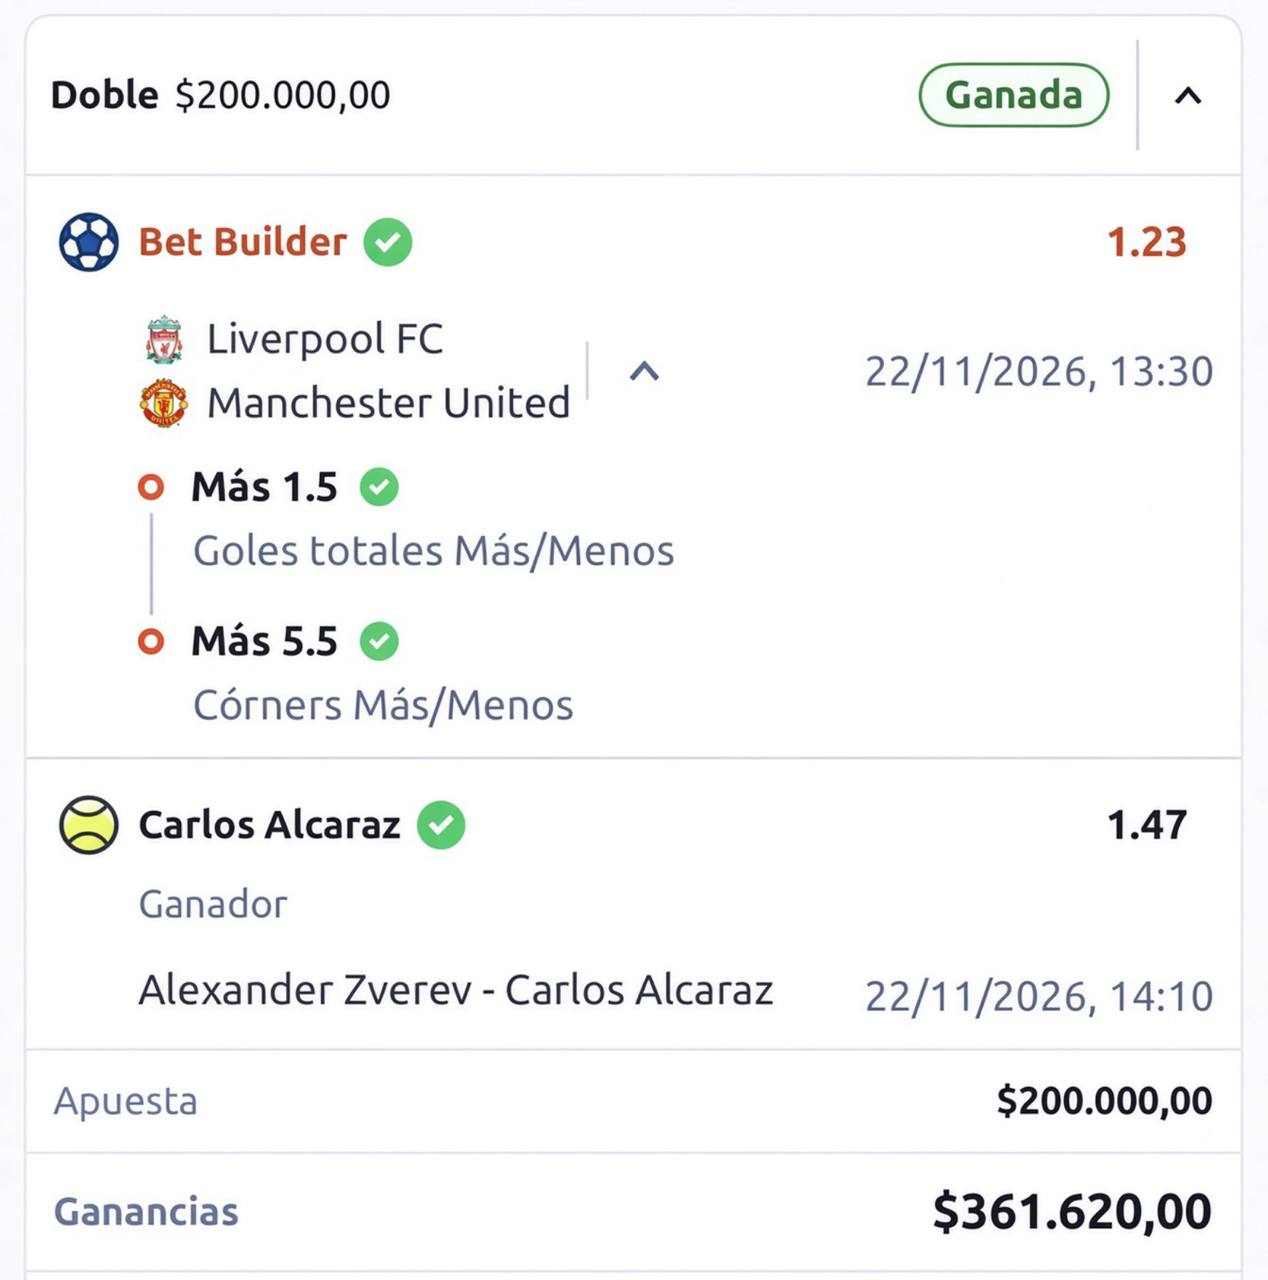 Doble $200.000,00 Ganada
Bet Builder 1.23
Liverpool FC
Manchester United
22/11/2026, 13:30
Más 1.5
Goles totales Más/Menos
Más 5.5
Córners Más/Menos
Carlos Alcaraz 1.47
Ganador
Alexander Zverev - Carlos Alcaraz 22/11/2026, 14:10
Apuesta $200.000,00
Ganancias $361.620,00